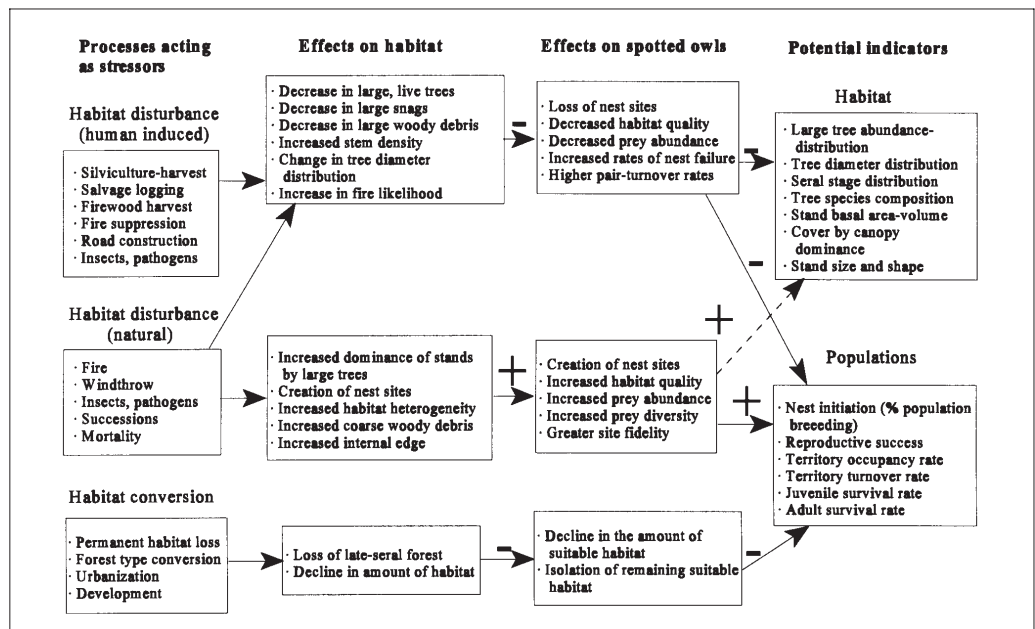 Processes acting
as stressors
Effects on habitat
Effects on spotted owls
Potential indicators
Habitat disturbance
(human induced)
· Silviculture-harvest
· Salvage logging
· Firewood harvest
· Fire suppression
· Road construction
· Insects, pathogens
· Decrease in large, live trees
· Decrease in large snags
· Decrease in large woody debris
· Increased stem density
· Change in tree diameter
distribution
· Increase in fire likelihood
-
· Loss of nest sites
· Decreased habitat quality
· Decreased prey abundance
· Increased rates of nest failure
· Higher pair-turnover rates
-
-
Habitat
· Large tree abundance-
distribution
· Tree diameter distribution
· Seral stage distribution
· Tree species composition
· Stand basal area-volume
· Cover by canopy
dominance
· Stand size and shape
Habitat disturbance
(natural)
· Fire
· Windthrow
· Insects, pathogens
· Successions
· Mortality
· Increased dominance of stands
by large trees
· Creation of nest sites
· Increased habitat heterogeneity
· Increased coarse woody debris
· Increased internal edge
+
· Creation of nest sites
· Increased habitat quality
· Increased prey abundance
· Increased prey diversity
· Greater site fidelity
+
+
Populations
· Nest initiation (% population
breeeding)
· Reproductive success
· Territory occupancy rate
· Territory turnover rate
· Juvenile survival rate
· Adult survival rate
Habitat conversion
· Permanent habitat loss
· Forest type conversion
· Urbanization
· Development
· Loss of late-seral forest
· Decline in amount of habitat
-
· Decline in the amount of
suitable habitat
· Isolation of remaining suitable
habitat
-